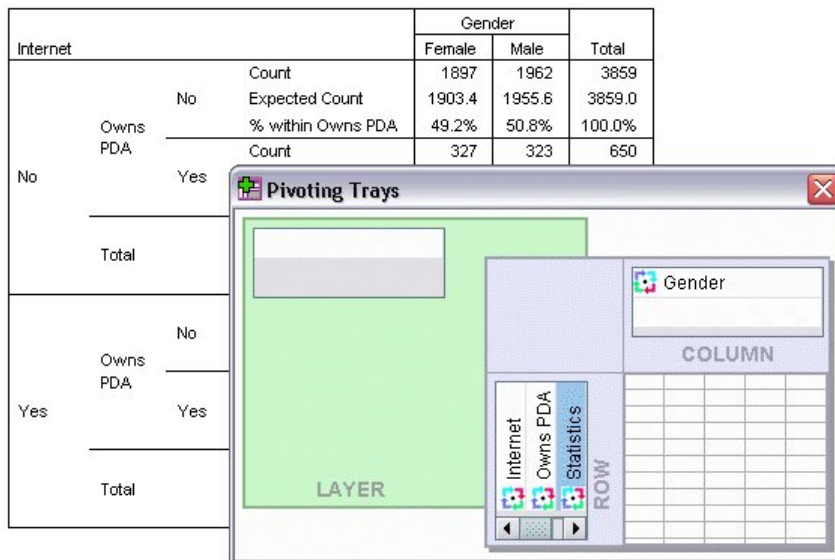 Gender
Internet Female Male Total
Count 1897 1962 3859
No Expected Count 1903.4 1955.6 3859.0
Owns PDA % within Owns PDA 49.2% 50.8% 100.0%
Count 327 323 650
No Yes
Total
No
Owns PDA
Yes Yes
Total
Pivoting Trays
Gender
COLUMN
LAYER
Internet
Owns PDA
Statistics
ROW